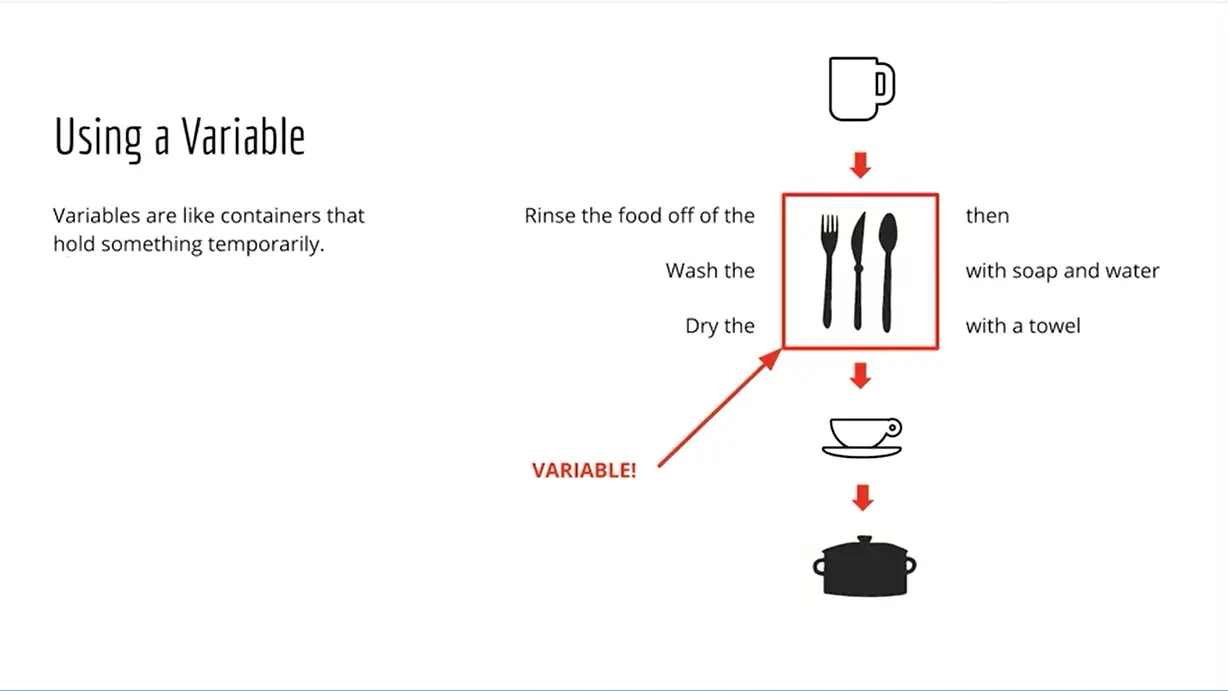 Using a Variable
Variables are like containers that
hold something temporarily.
Rinse the food off of the then
Wash the with soap and water
Dry the with a towel
VARIABLE!